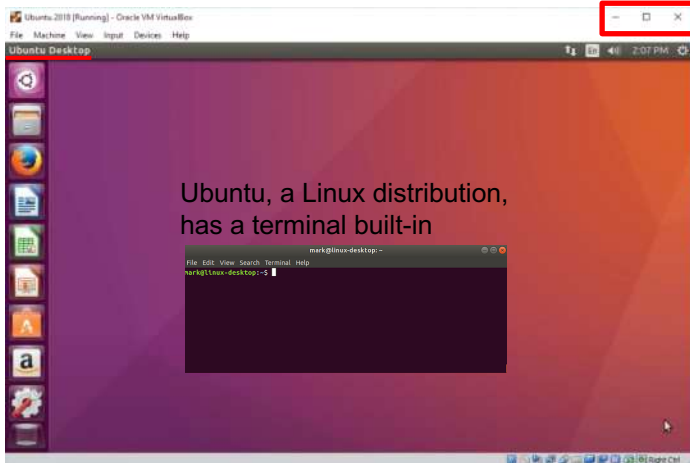 Ubuntu 2018 [Running] - Oracle VM VirtualBox
File Machine View Input Devices Help
Ubuntu Desktop
En
2:07 PM
Ubuntu, a Linux distribution,
has a terminal built-in
mark@linux-desktop: ~
File Edit View Search Terminal Help
mark@linux-desktop:~$
A
a
Right Ctrl